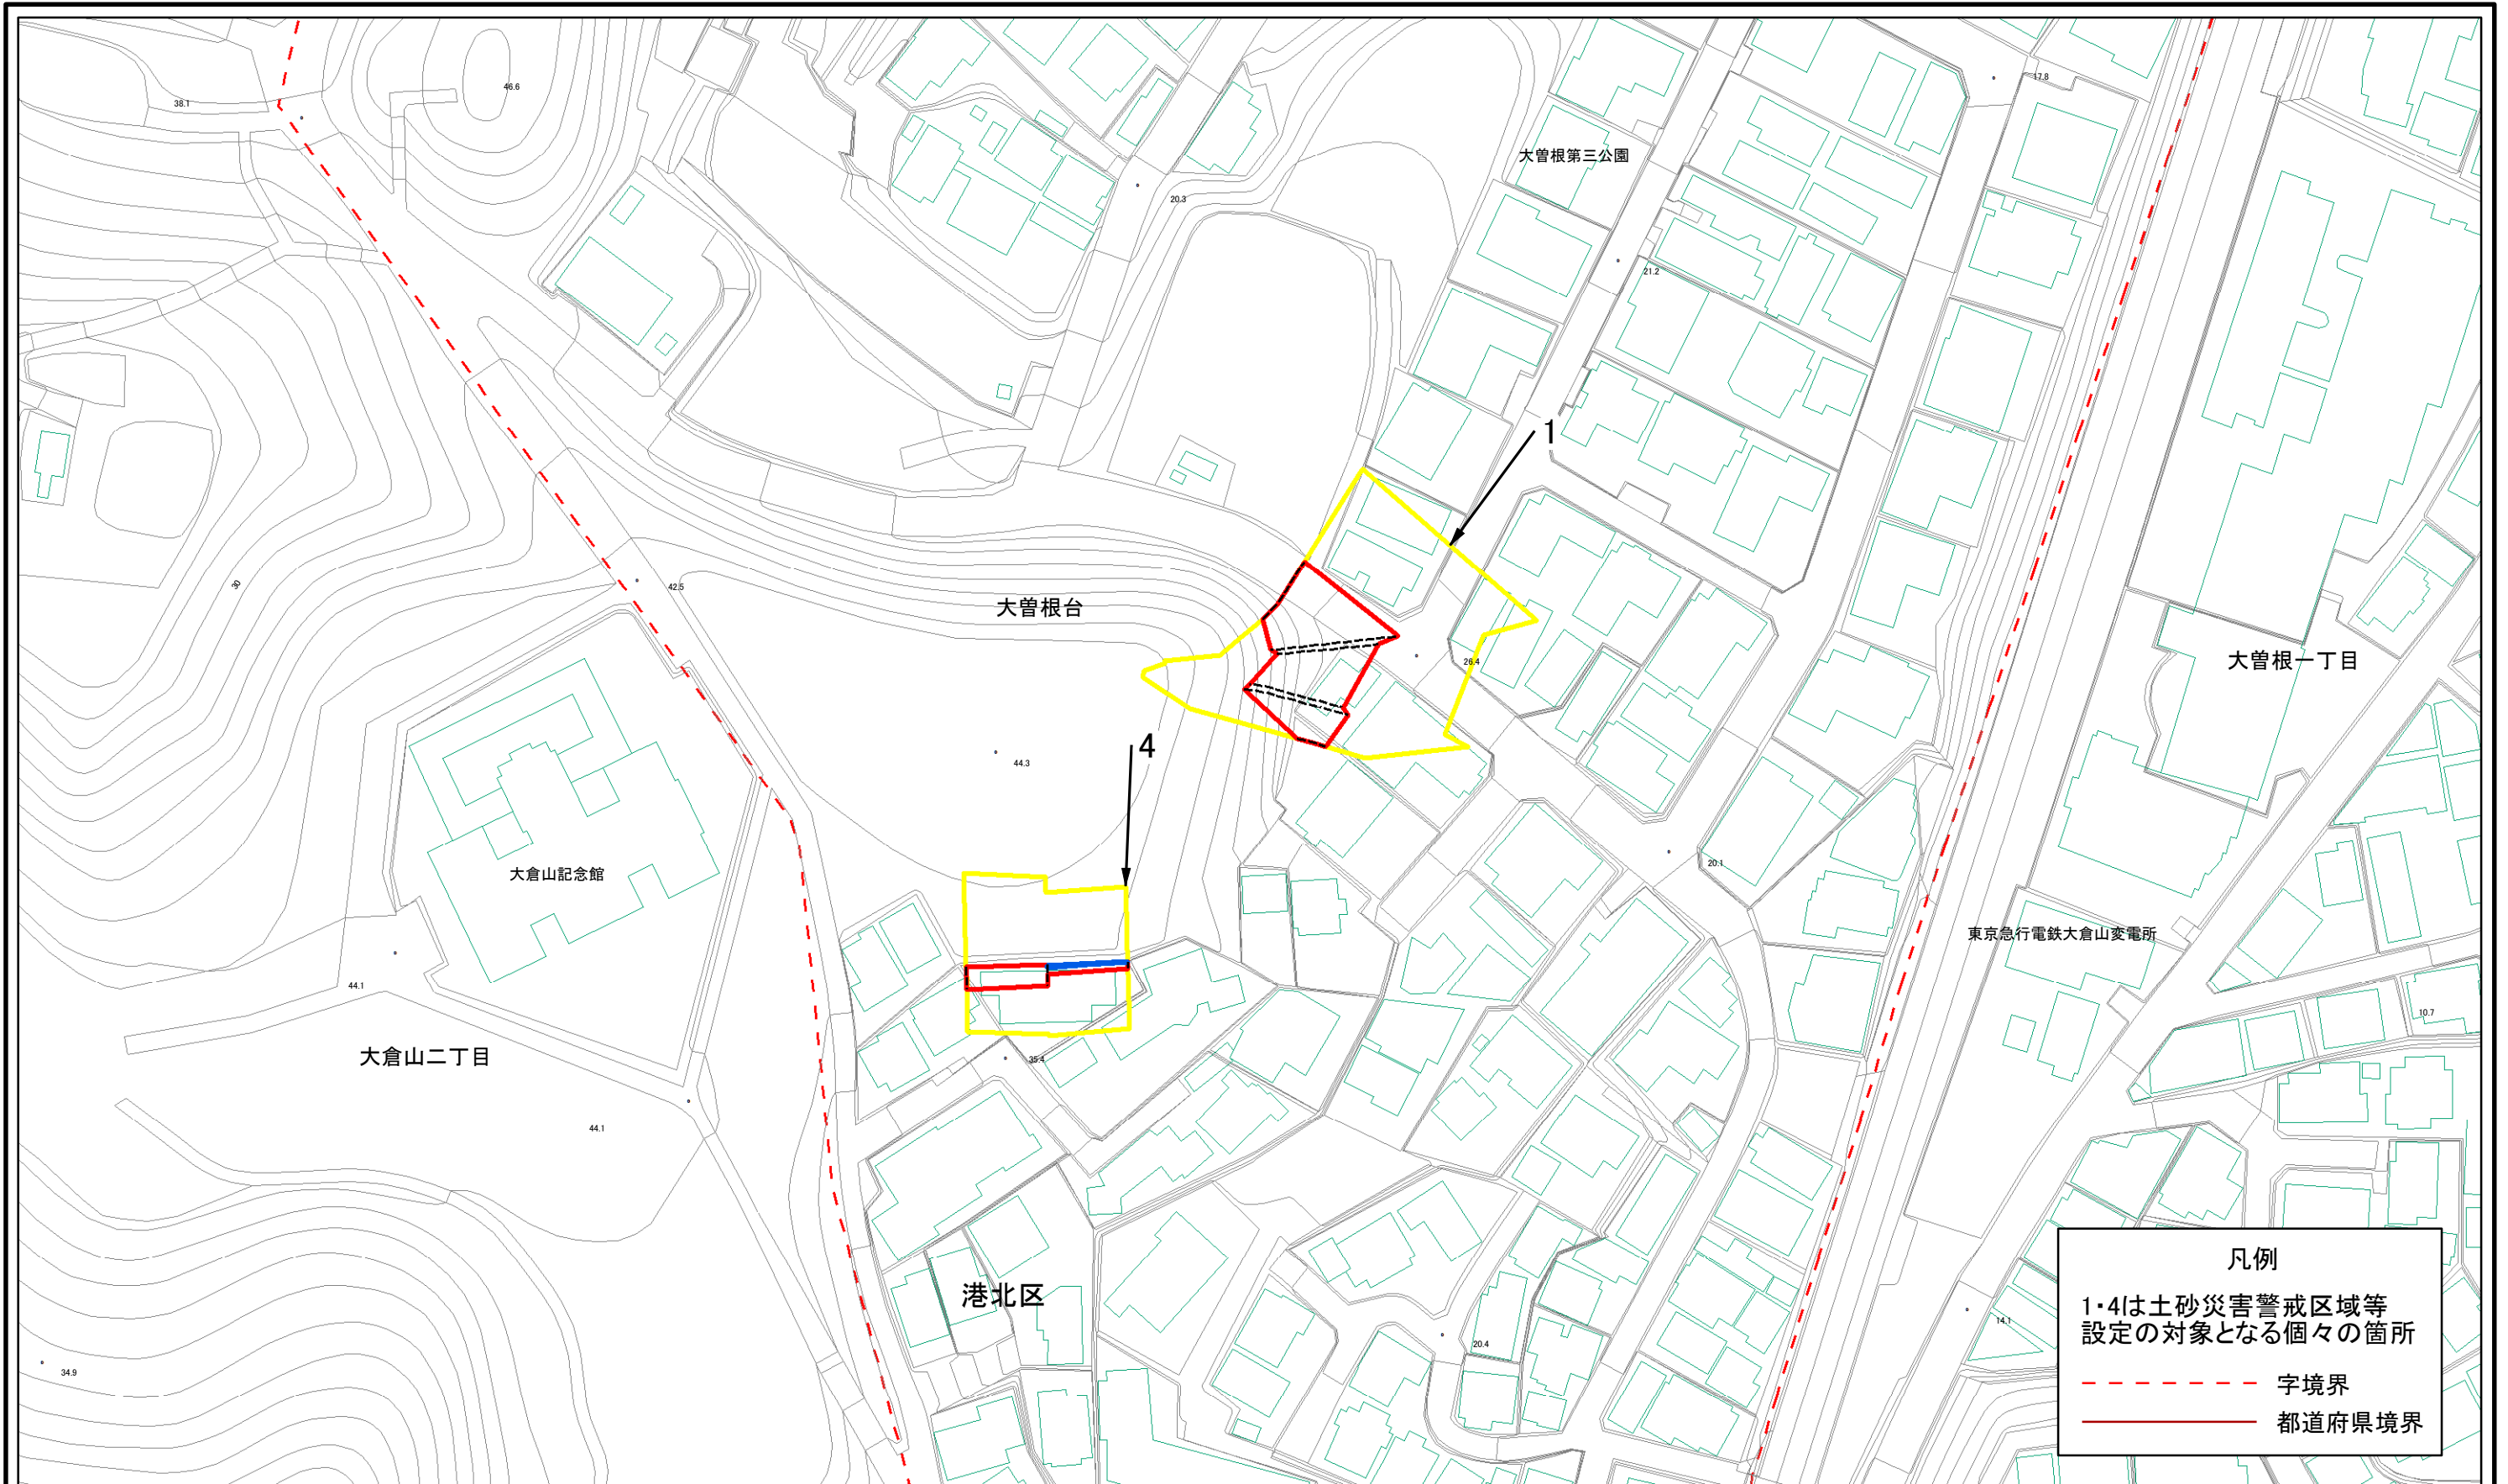 46.6
38.1
17.8
大曽根第三公園
20.3
21.2
1
30
42.5
大曽根台
26.4
大曽根一丁目
4
44.3
20.1
大倉山記念館
東京急行電鉄大倉山変電所
44.1
10.7
大倉山二丁目
35.4
44.1
港北区
凡例
1・4は土砂災害警戒区域等
設定の対象となる個々の箇所
字境界
都道府県境界
14.1
20.4
34.9